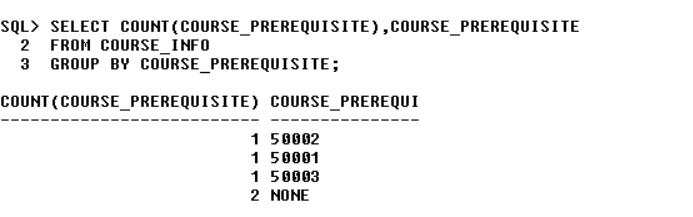 SQL> SELECT COUNT(COURSE_PREREQUISITE),COURSE_PREREQUISITE
  2  FROM COURSE_INFO
  3  GROUP BY COURSE_PREREQUISITE;
COUNT(COURSE_PREREQUISITE) COURSE_PREREQUI
-------------------------- ---------------
                         1 50002
                         1 50001
                         1 50003
                         2 NONE